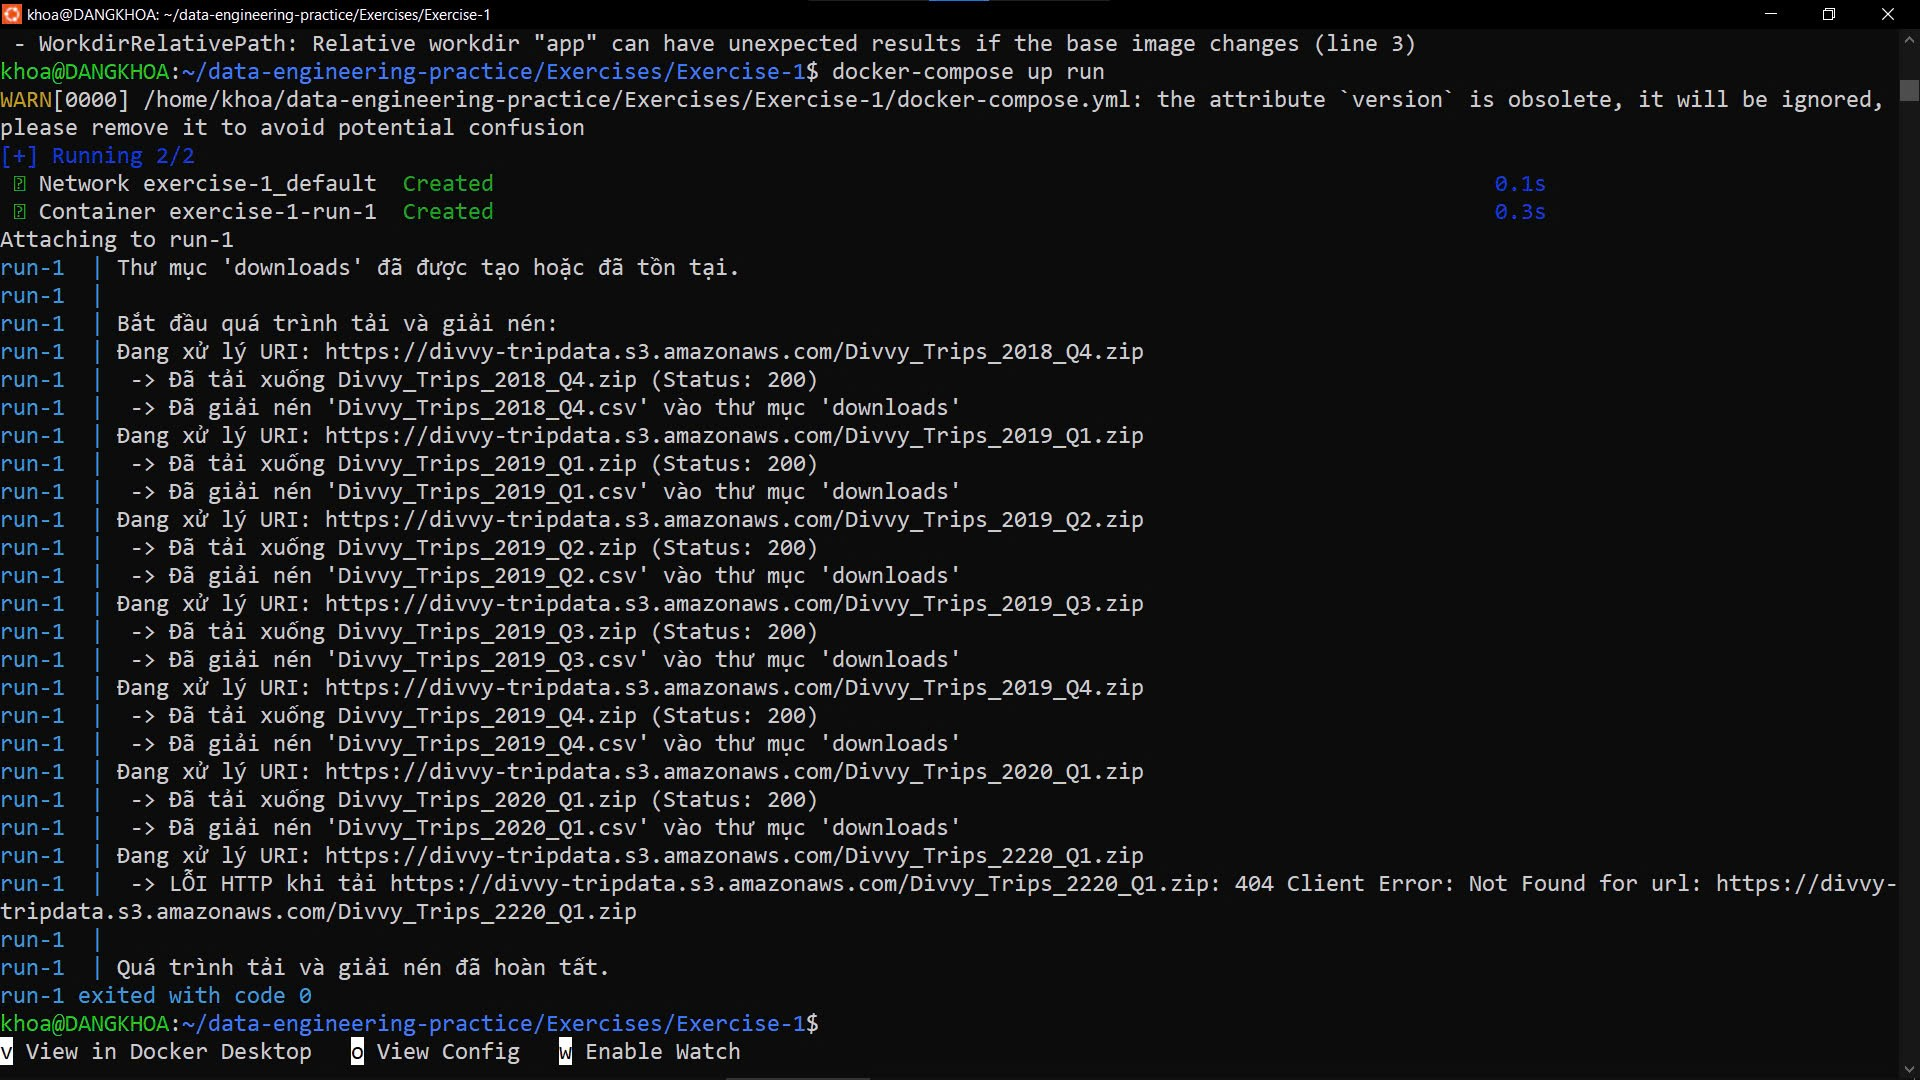 khoa@DANGKHOA: ~/data-engineering-practice/Exercises/Exercise-1
- WorkdirRelativePath: Relative workdir "app" can have unexpected results if the base image changes (line 3)
khoa@DANGKHOA:~/data-engineering-practice/Exercises/Exercise-1$ docker-compose up run
WARN[0000] /home/khoa/data-engineering-practice/Exercises/Exercise-1/docker-compose.yml: the attribute `version` is obsolete, it will be ignored,
please remove it to avoid potential confusion
[+] Running 2/2
Network exercise-1_default Created 0.1s
Container exercise-1-run-1 Created 0.3s
Attaching to run-1
run-1 | Thư mục 'downloads' đã được tạo hoặc đã tồn tại.
run-1 |
run-1 | Bắt đầu quá trình tải và giải nén:
run-1 | Đang xử lý URI: https://divvy-tripdata.s3.amazonaws.com/Divvy_Trips_2018_Q4.zip
run-1 | -> Đã tải xuống Divvy_Trips_2018_Q4.zip (Status: 200)
run-1 | -> Đã giải nén 'Divvy_Trips_2018_Q4.csv' vào thư mục 'downloads'
run-1 | Đang xử lý URI: https://divvy-tripdata.s3.amazonaws.com/Divvy_Trips_2019_Q1.zip
run-1 | -> Đã tải xuống Divvy_Trips_2019_Q1.zip (Status: 200)
run-1 | -> Đã giải nén 'Divvy_Trips_2019_Q1.csv' vào thư mục 'downloads'
run-1 | Đang xử lý URI: https://divvy-tripdata.s3.amazonaws.com/Divvy_Trips_2019_Q2.zip
run-1 | -> Đã tải xuống Divvy_Trips_2019_Q2.zip (Status: 200)
run-1 | -> Đã giải nén 'Divvy_Trips_2019_Q2.csv' vào thư mục 'downloads'
run-1 | Đang xử lý URI: https://divvy-tripdata.s3.amazonaws.com/Divvy_Trips_2019_Q3.zip
run-1 | -> Đã tải xuống Divvy_Trips_2019_Q3.zip (Status: 200)
run-1 | -> Đã giải nén 'Divvy_Trips_2019_Q3.csv' vào thư mục 'downloads'
run-1 | Đang xử lý URI: https://divvy-tripdata.s3.amazonaws.com/Divvy_Trips_2019_Q4.zip
run-1 | -> Đã tải xuống Divvy_Trips_2019_Q4.zip (Status: 200)
run-1 | -> Đã giải nén 'Divvy_Trips_2019_Q4.csv' vào thư mục 'downloads'
run-1 | Đang xử lý URI: https://divvy-tripdata.s3.amazonaws.com/Divvy_Trips_2020_Q1.zip
run-1 | -> Đã tải xuống Divvy_Trips_2020_Q1.zip (Status: 200)
run-1 | -> Đã giải nén 'Divvy_Trips_2020_Q1.csv' vào thư mục 'downloads'
run-1 | Đang xử lý URI: https://divvy-tripdata.s3.amazonaws.com/Divvy_Trips_2220_Q1.zip
run-1 | -> LỖI HTTP khi tải https://divvy-tripdata.s3.amazonaws.com/Divvy_Trips_2220_Q1.zip: 404 Client Error: Not Found for url: https://divvy-
tripdata.s3.amazonaws.com/Divvy_Trips_2220_Q1.zip
run-1 |
run-1 | Quá trình tải và giải nén đã hoàn tất.
run-1 exited with code 0
khoa@DANGKHOA:~/data-engineering-practice/Exercises/Exercise-1$
v View in Docker Desktop o View Config w Enable Watch